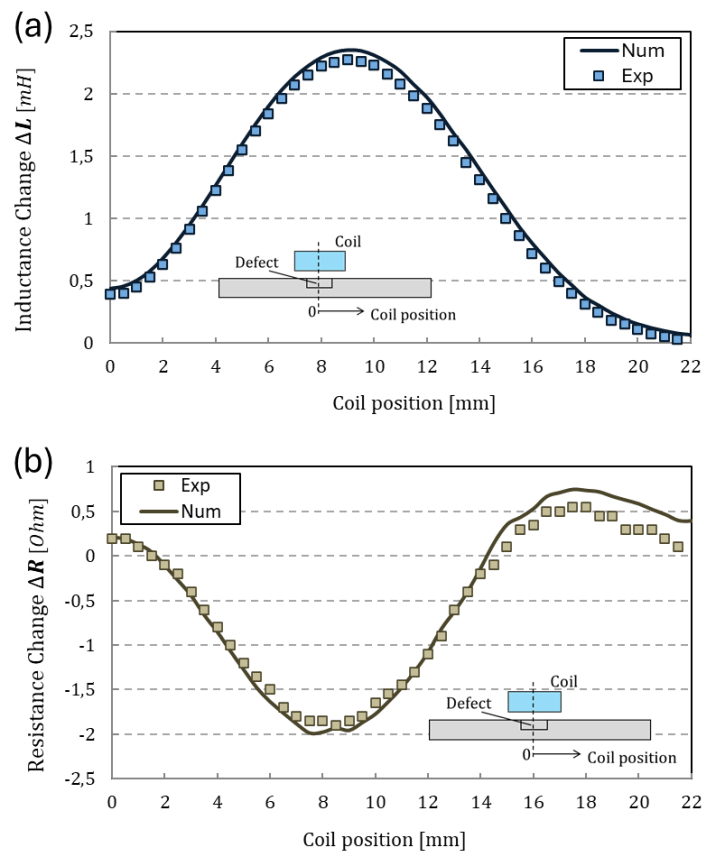 (a)
2,5
2
1,5
1
0,5
0
Inductance Change ΔL [mH]
Num
Exp
Coil
Defect
0
Coil position
0 2 4 6 8 10 12 14 16 18 20 22
Coil position [mm]
(b)
1
0,5
0
-0,5
-1
-1,5
-2
-2,5
Resistance Change ΔR [Ohm]
Exp
Num
Coil
Defect
0
Coil position
0 2 4 6 8 10 12 14 16 18 20 22
Coil position [mm]